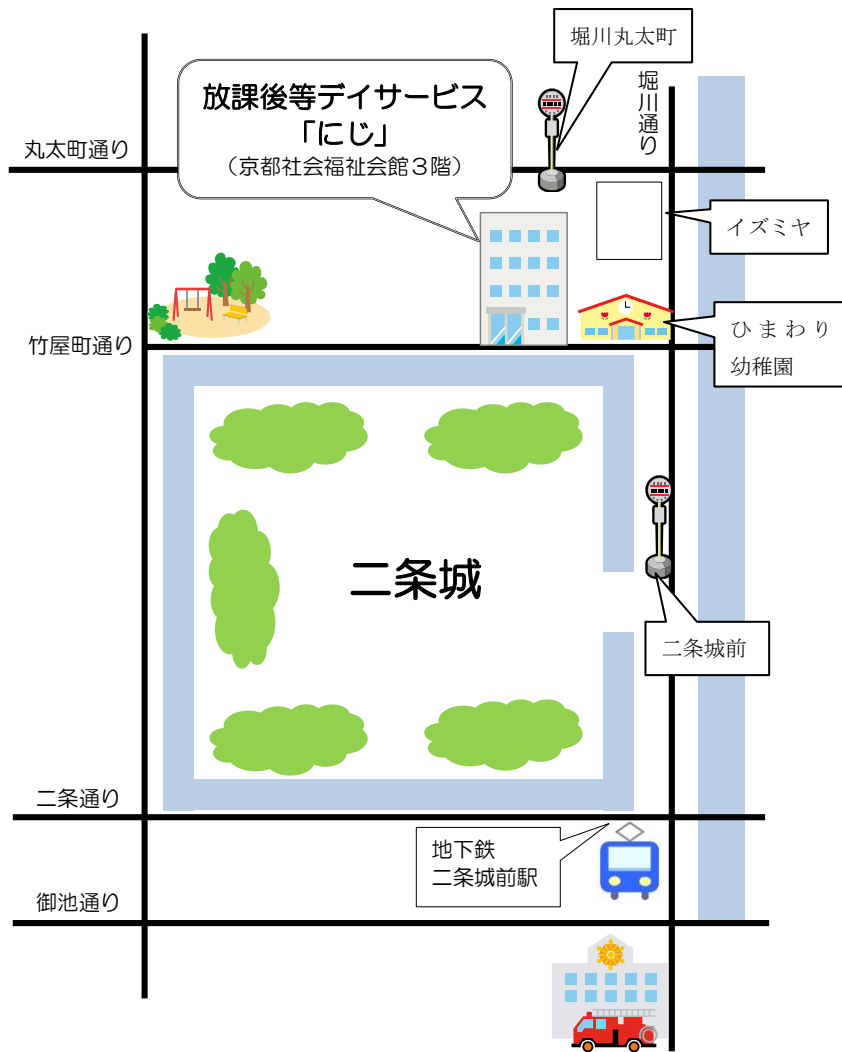 堀川丸太町
堀川通り
放課後等デイサービス
「にじ」
（京都社会福祉会館３階）
丸太町通り
イズミヤ
竹屋町通り
ひまわり
幼稚園
二条城
二条城前
二条通り
地下鉄
二条城前駅
御池通り